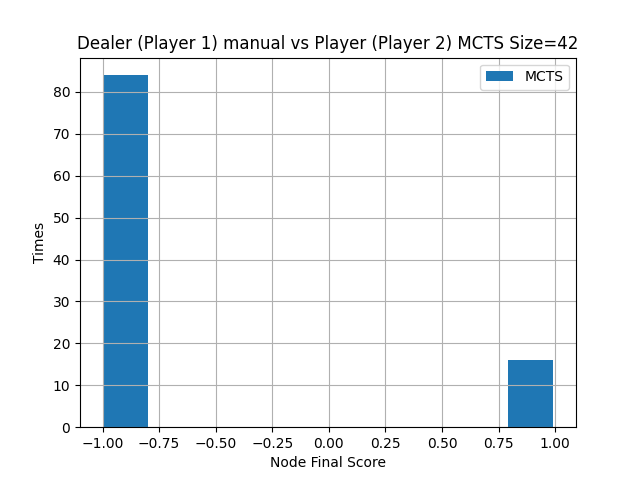 Dealer (Player 1) manual vs Player (Player 2) MCTS Size=42
MCTS
80
70
60
50
40
30
20
10
0
Times
−1.00 −0.75 −0.50 −0.25 0.00 0.25 0.50 0.75 1.00
Node Final Score